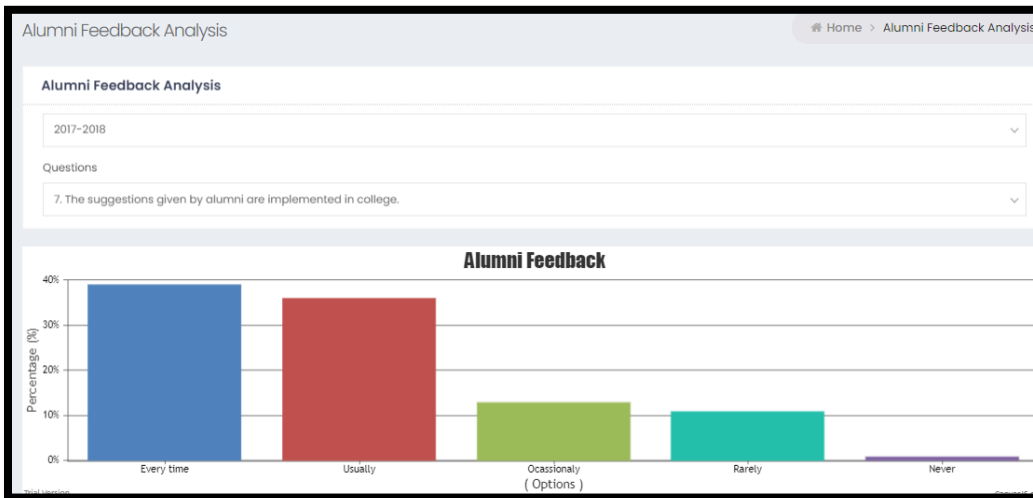 Alumni Feedback Analysis
Home > Alumni Feedback Analysis
Alumni Feedback Analysis
2017-2018
Questions
7. The suggestions given by alumni are implemented in college.
Alumni Feedback
Percentage (%)
40%
30%
20%
10%
0%
Every time Usually Ocassionaly Rarely Never
( Options )
Trial Version